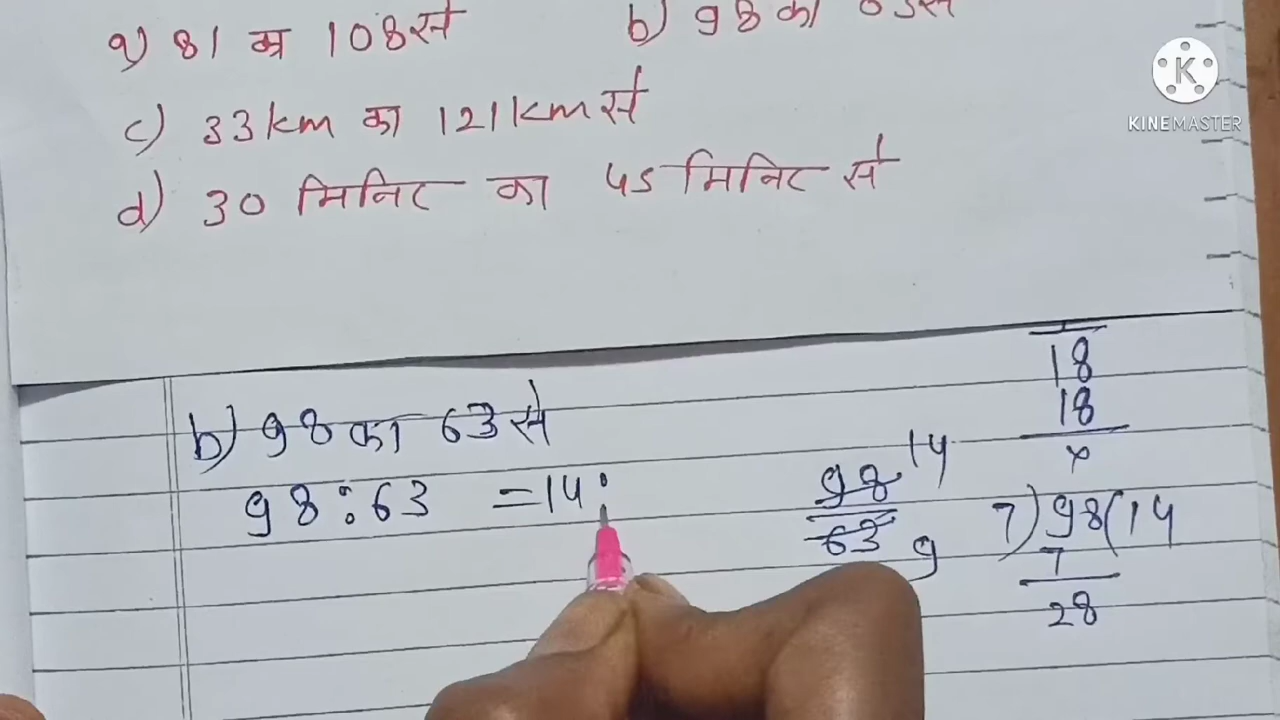 a) 81 का 108 से b) 98 का
c) 33 km का 121 km से
d) 30 मिनिट का 45 मिनिट से
KINEMASTER
18
18
×
b) 98 का 63 से
98 : 63 = 14 :
98 14
63 9
7) 98 (14
7
28